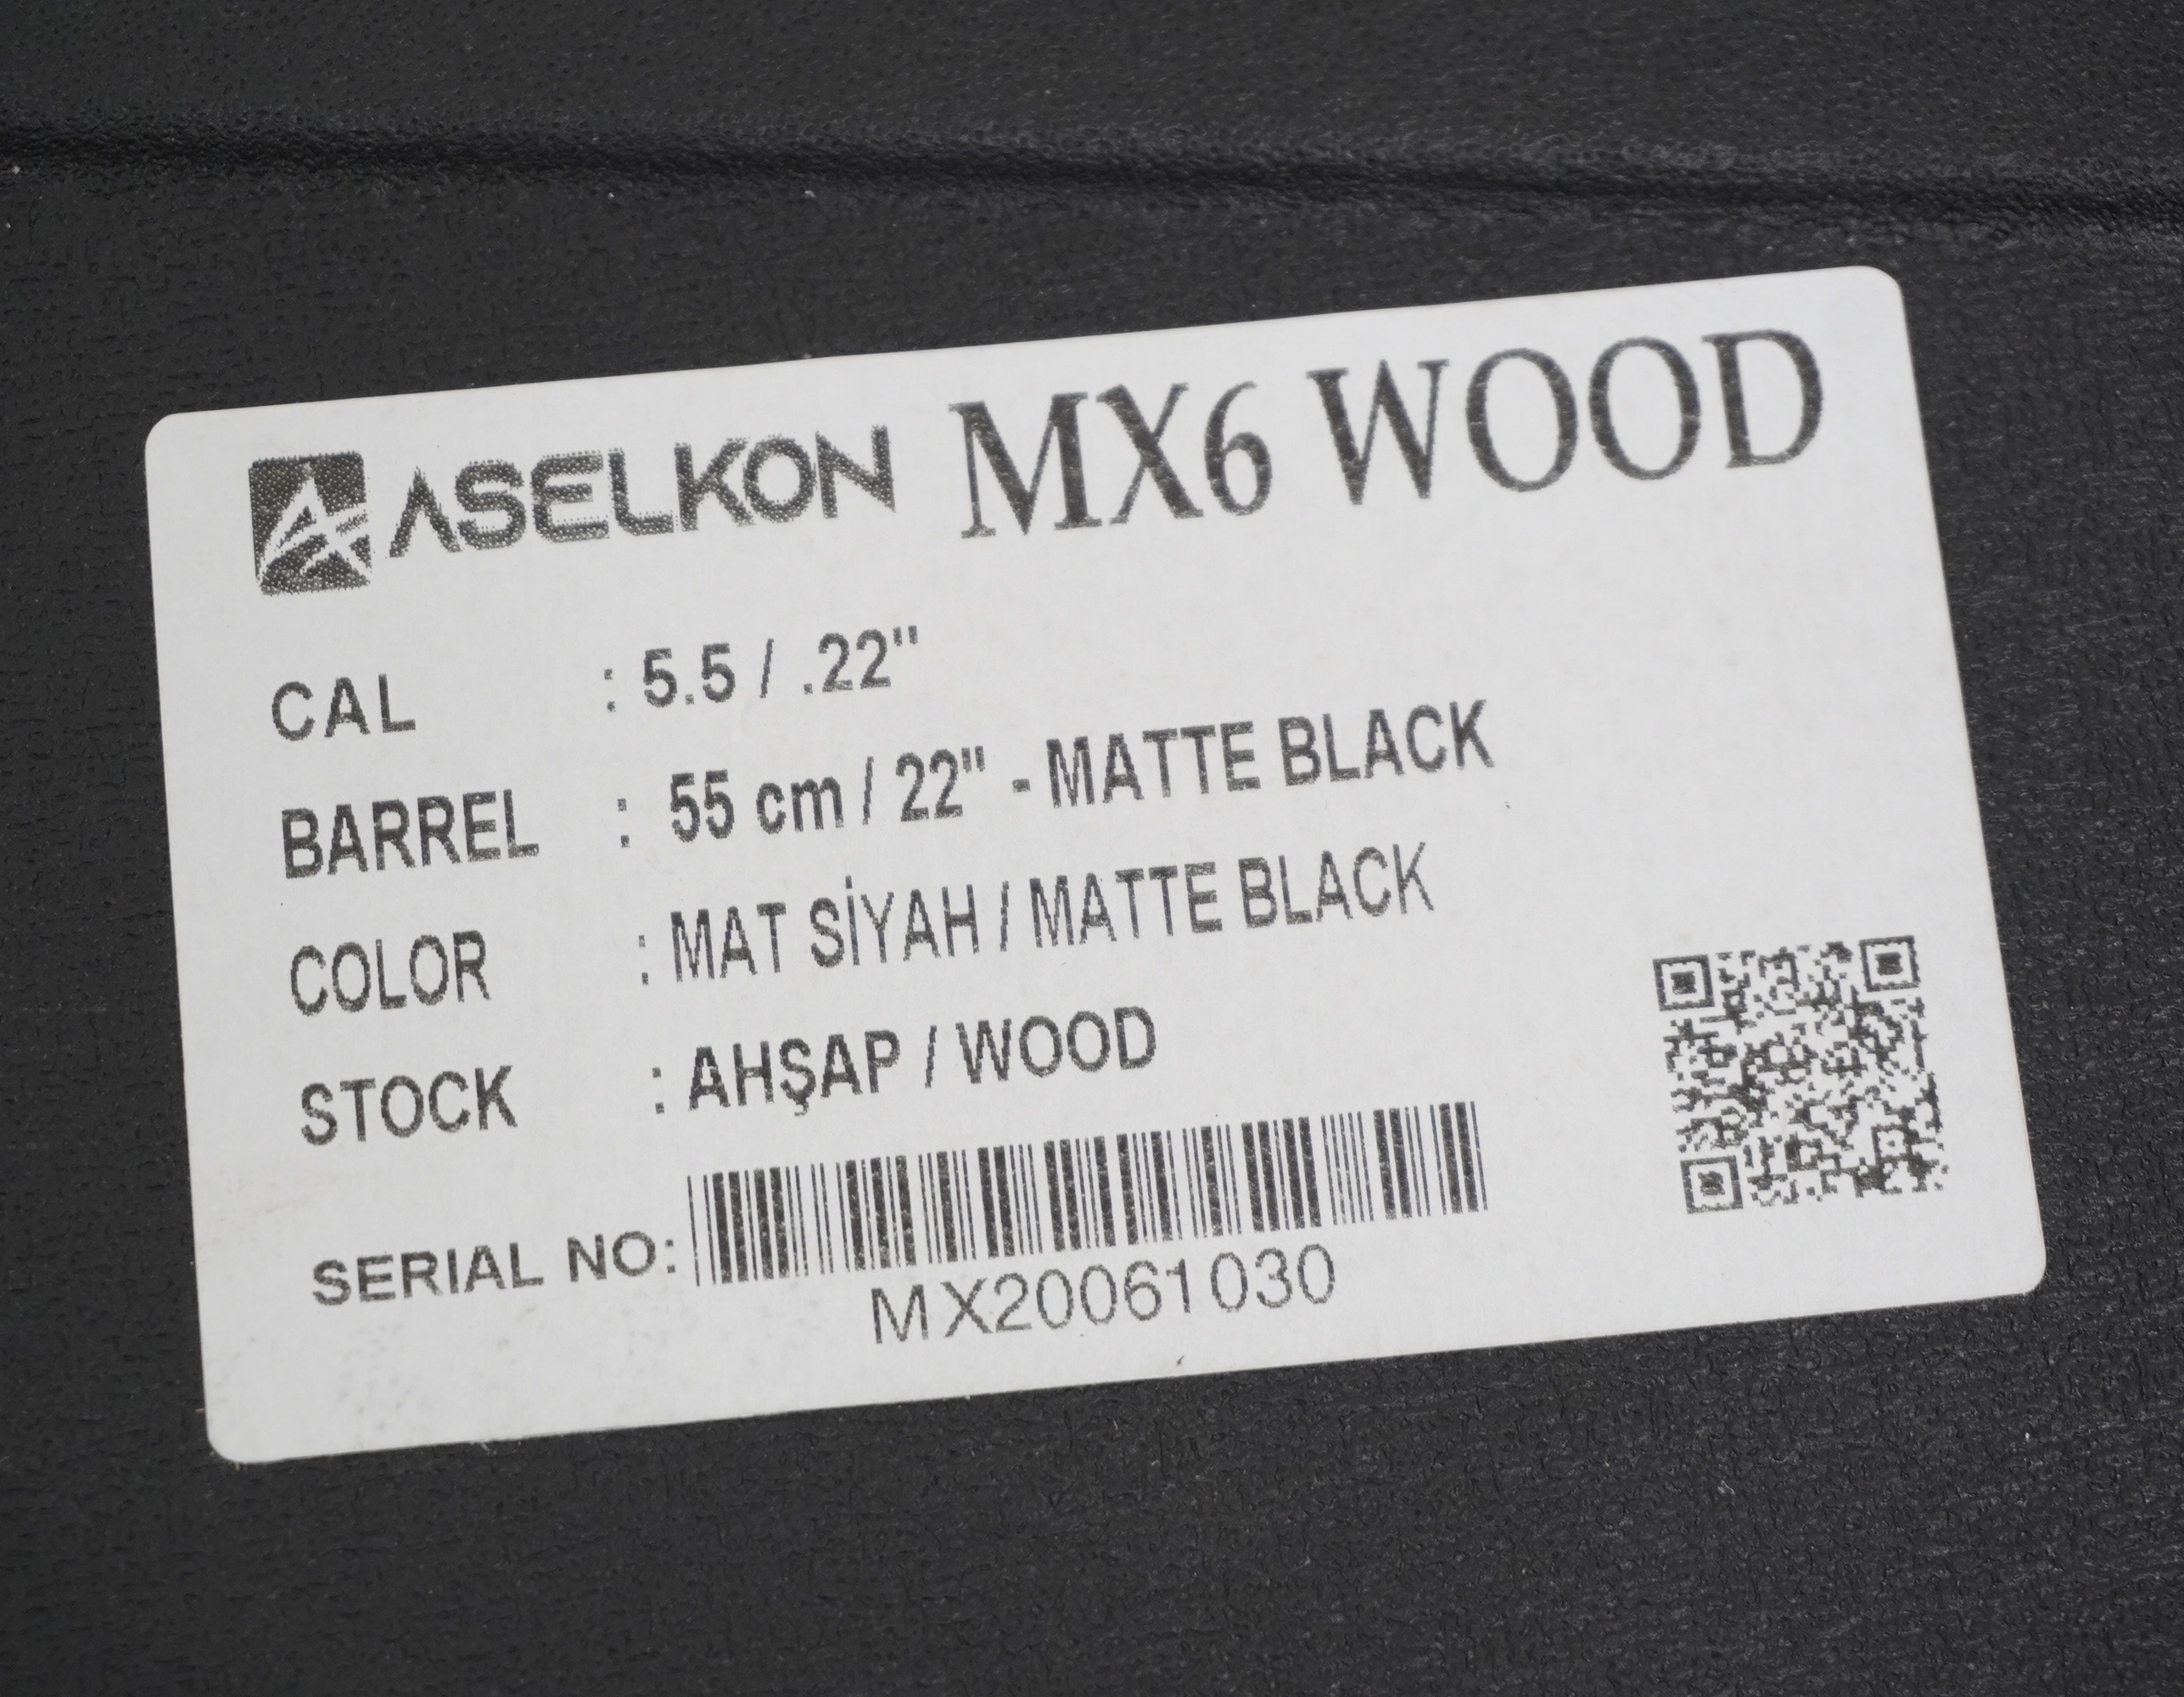 ASELKON MX6 WOOD
CAL : 5.5 / .22"
BARREL : 55 cm / 22" - MATTE BLACK
COLOR : MAT SİYAH / MATTE BLACK
STOCK : AHŞAP / WOOD
SERIAL NO:
MX20061030